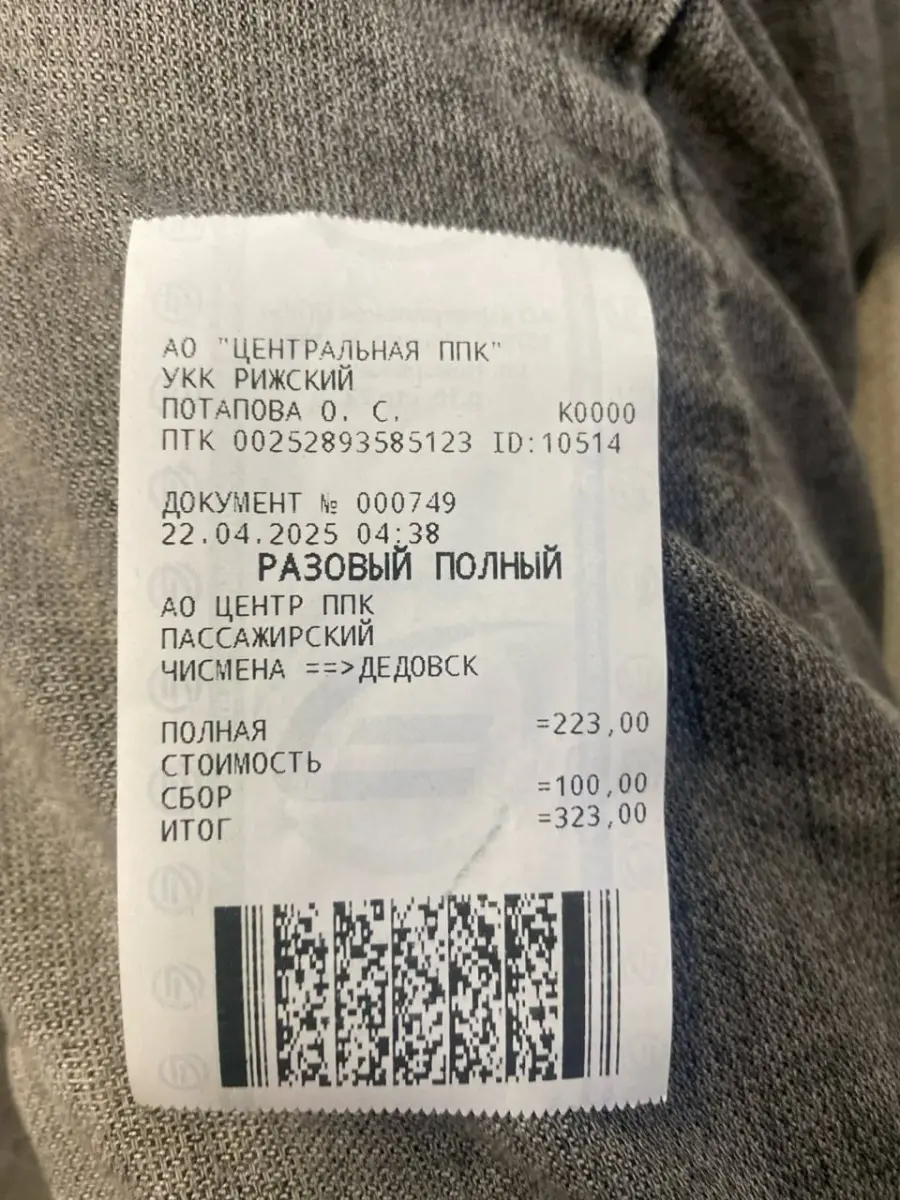 АО "ЦЕНТРАЛЬНАЯ ППК"
УКК РИЖСКИЙ
ПОТАПОВА О. С. К0000
ПТК 00252893585123 ID:10514
ДОКУМЕНТ № 000749
22.04.2025 04:38
РАЗОВЫЙ ПОЛНЫЙ
АО ЦЕНТР ППК
ПАССАЖИРСКИЙ
ЧИСМЕНА ==>ДЕДОВСК
ПОЛНАЯ =223,00
СТОИМОСТЬ
СБОР =100,00
ИТОГ =323,00